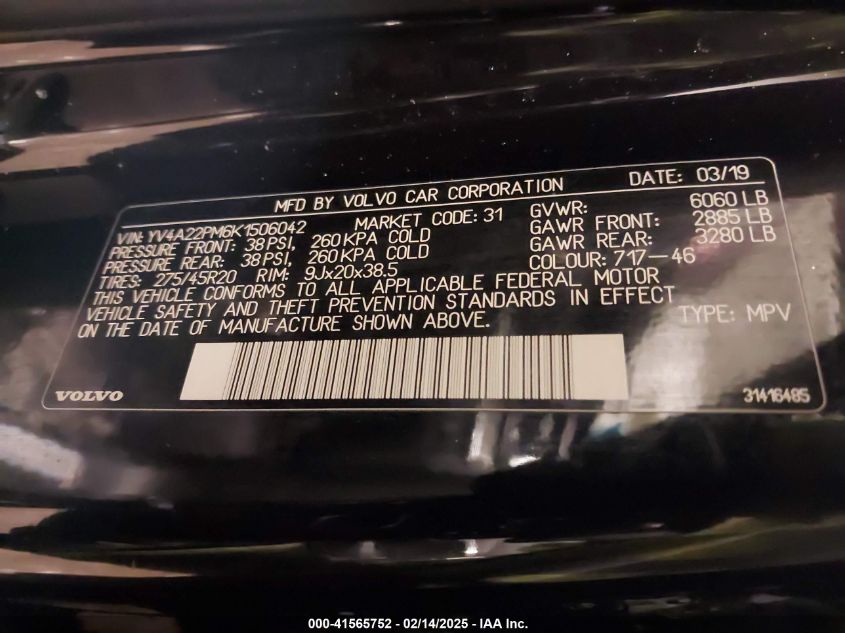 MFD BY VOLVO CAR CORPORATION DATE: 03/19
VIN: YV4A22PM6K1506042 MARKET CODE: 31 GVWR: 6060 LB
PRESSURE FRONT: 38 PSI, 260 KPA COLD GAWR FRONT: 2885 LB
PRESSURE REAR: 38 PSI, 260 KPA COLD GAWR REAR: 3280 LB
TIRES: 275/45R20 RIM: 9Jx20x38.5 COLOUR: 717-46
THIS VEHICLE CONFORMS TO ALL APPLICABLE FEDERAL MOTOR
VEHICLE SAFETY AND THEFT PREVENTION STANDARDS IN EFFECT
ON THE DATE OF MANUFACTURE SHOWN ABOVE. TYPE: MPV
VOLVO 31416485
000-41565752 - 02/14/2025 - IAA Inc.